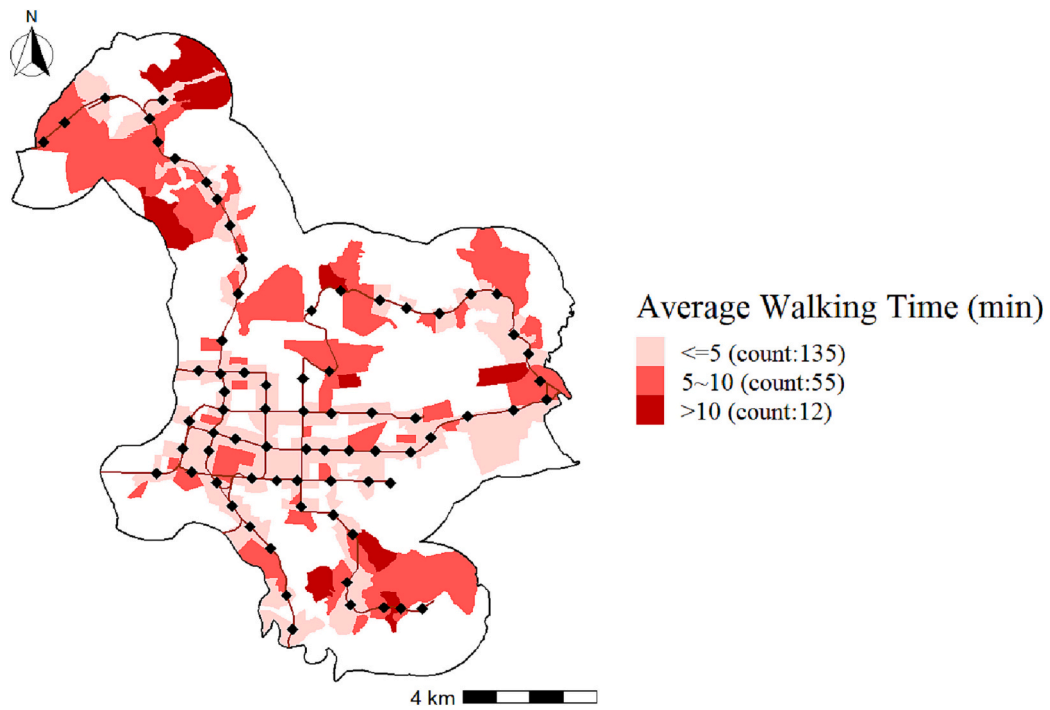 N
Average Walking Time (min)
<=5 (count:135)
5~10 (count:55)
>10 (count:12)
4 km